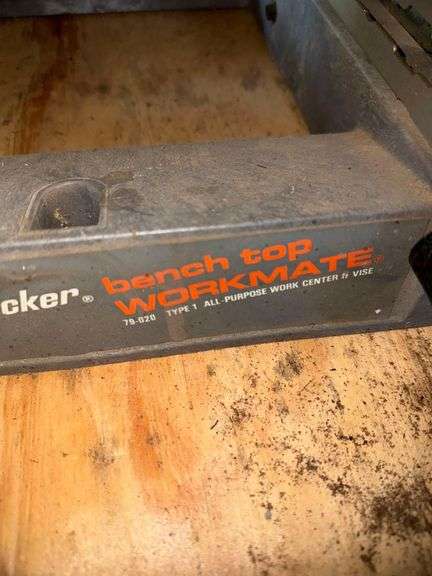 cker® bench top
WORKMATE®
79-020 TYPE 1 ALL-PURPOSE WORK CENTER & VISE